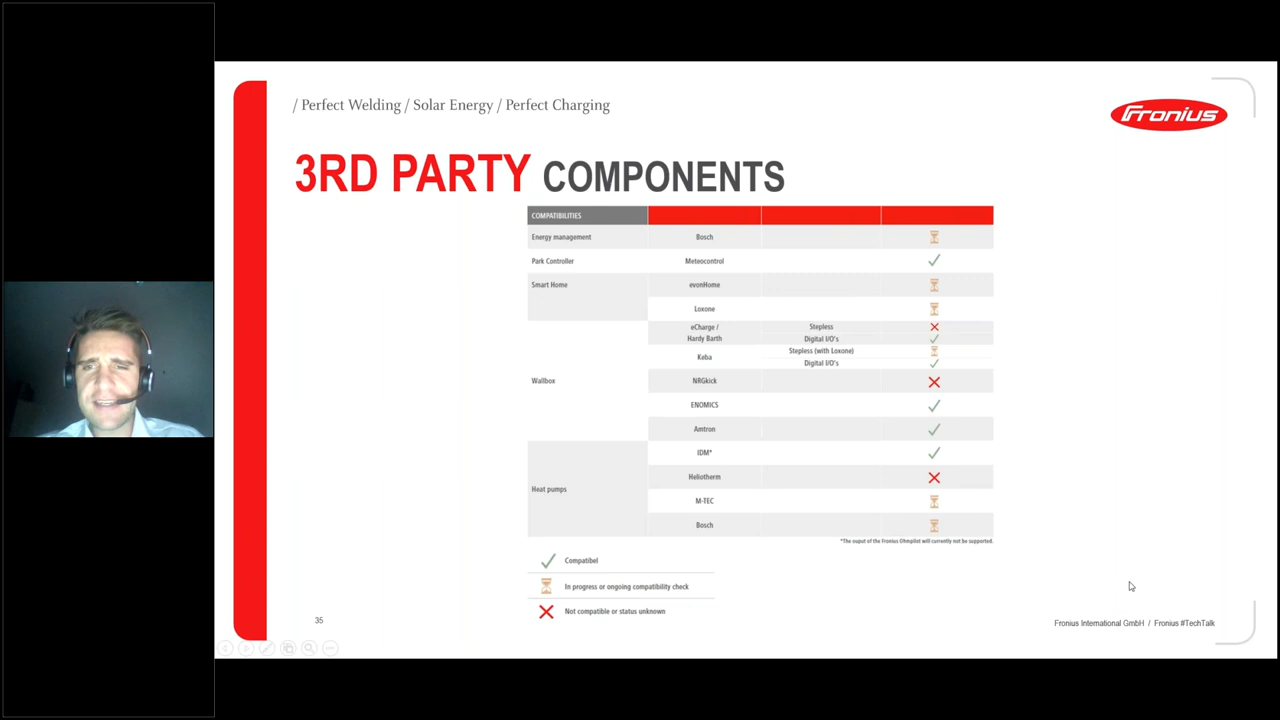 / Perfect Welding / Solar Energy / Perfect Charging
Fronius
3RD PARTY COMPONENTS
COMPATIBILITIES
Energy management Bosch
Park Controller Meteocontrol
Smart Home evonHome
Loxone
eCharge / Stepless
Hardy Barth Digital I/O's
Keba Stepless (with Loxone)
Digital I/O's
Wallbox NRGkick
ENOMICS
Amtron
IDM*
Heliotherm
Heat pumps
M-TEC
Bosch
*The ouput of the Fronius Ohmpilot will currently not be supported.
Compatibel
In progress or ongoing compatibility check
Not compatible or status unknown
35
Fronius International GmbH / Fronius #TechTalk